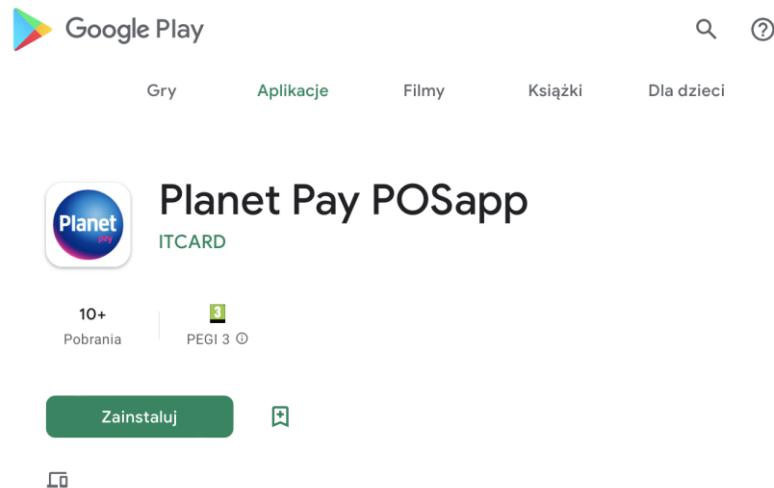 Google Play
Gry Aplikacje Filmy Książki Dla dzieci
Planet Pay POSapp
Planet
pay
ITCARD
10+
3
Pobrania
PEGI 3
Zainstaluj